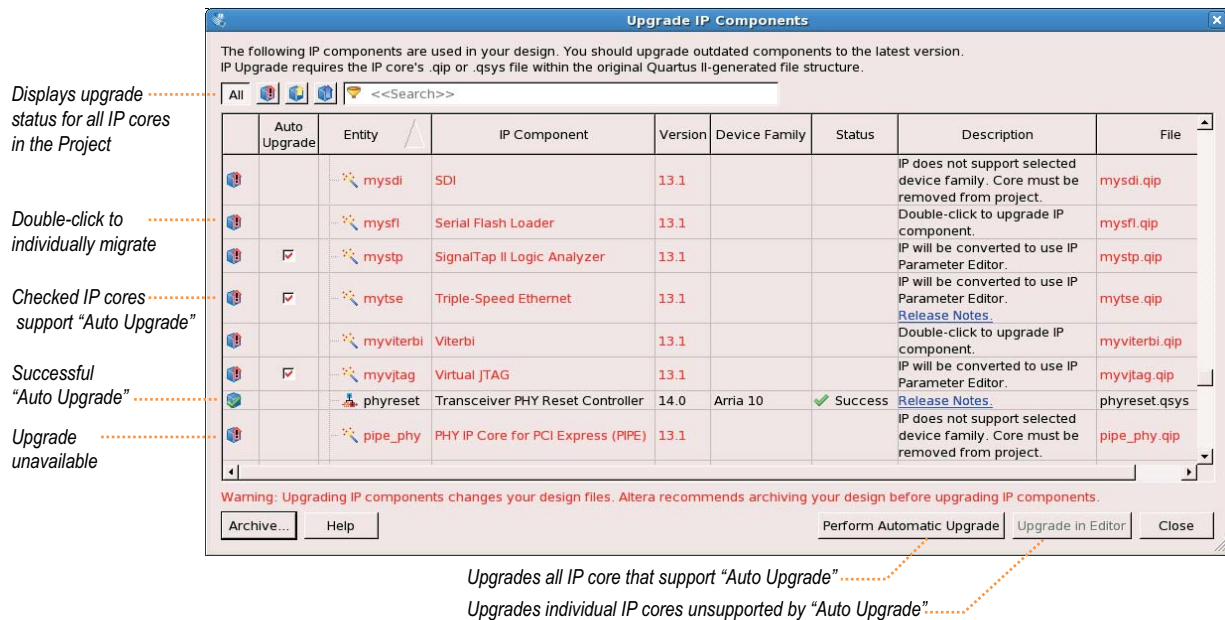 Upgrade IP Components
The following IP components are used in your design. You should upgrade outdated components to the latest version.
IP Upgrade requires the IP core's .qip or .qsys file within the original Quartus II-generated file structure.
Displays upgrade
status for all IP cores
in the Project
All
<<Search>>
Auto
Upgrade
Entity
IP Component
Version
Device Family
Status
Description
File
mysdi
SDI
13.1
IP does not support selected
device family. Core must be
removed from project.
mysdi.qip
Double-click to
individually migrate
mysfl
Serial Flash Loader
13.1
Double-click to upgrade IP
component.
mysfl.qip
mystp
SignalTap II Logic Analyzer
13.1
IP will be converted to use IP
Parameter Editor.
mystp.qip
Checked IP cores
support “Auto Upgrade”
mytse
Triple-Speed Ethernet
13.1
IP will be converted to use IP
Parameter Editor.
Release Notes.
mytse.qip
myviterbi
Viterbi
13.1
Double-click to upgrade IP
component.
myviterbi.qip
Successful
“Auto Upgrade”
myvjtag
Virtual JTAG
13.1
IP will be converted to use IP
Parameter Editor.
myvjtag.qip
phyreset
Transceiver PHY Reset Controller
14.0
Arria 10
Success
Release Notes.
phyreset.qsys
Upgrade
unavailable
pipe_phy
PHY IP Core for PCI Express (PIPE)
13.1
IP does not support selected
device family. Core must be
removed from project.
pipe_phy.qip
Warning: Upgrading IP components changes your design files. Altera recommends archiving your design before upgrading IP components.
Archive...
Help
Perform Automatic Upgrade
Upgrade in Editor
Close
Upgrades all IP core that support “Auto Upgrade”
Upgrades individual IP cores unsupported by “Auto Upgrade”